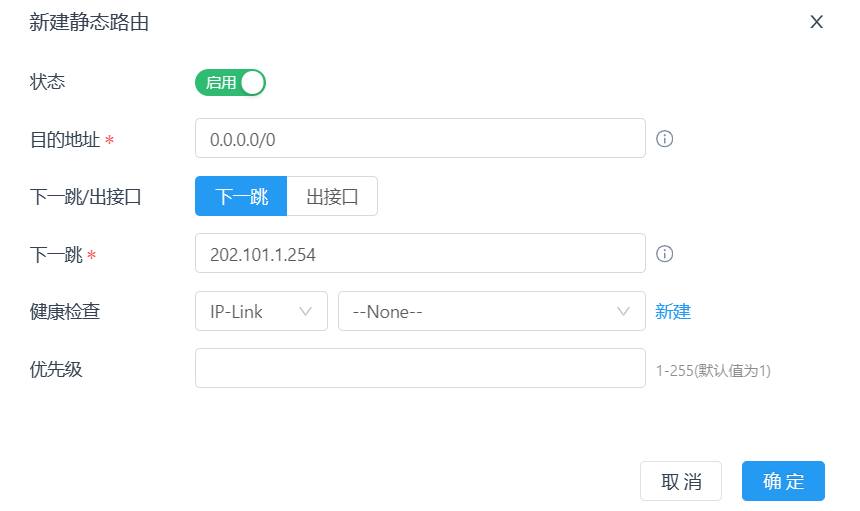 新建静态路由 X
状态 启用
目的地址 * 0.0.0.0/0
下一跳/出接口 下一跳 出接口
下一跳 * 202.101.1.254
健康检查 IP-Link --None-- 新建
优先级 1-255(默认值为1)
取消 确定